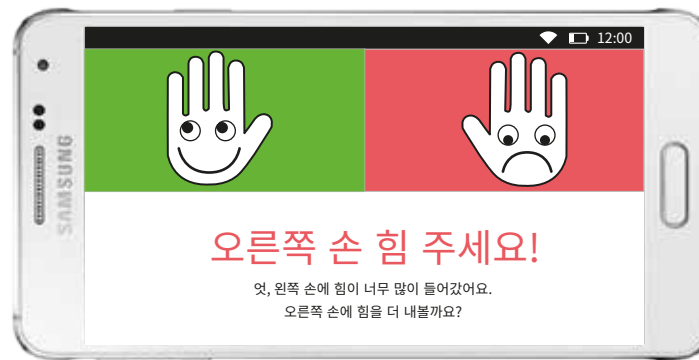 12:00
SAMSUNG
오른쪽 손 힘 주세요!
엇, 왼쪽 손에 힘이 너무 많이 들어갔어요.
오른쪽 손에 힘을 더 내볼까요?